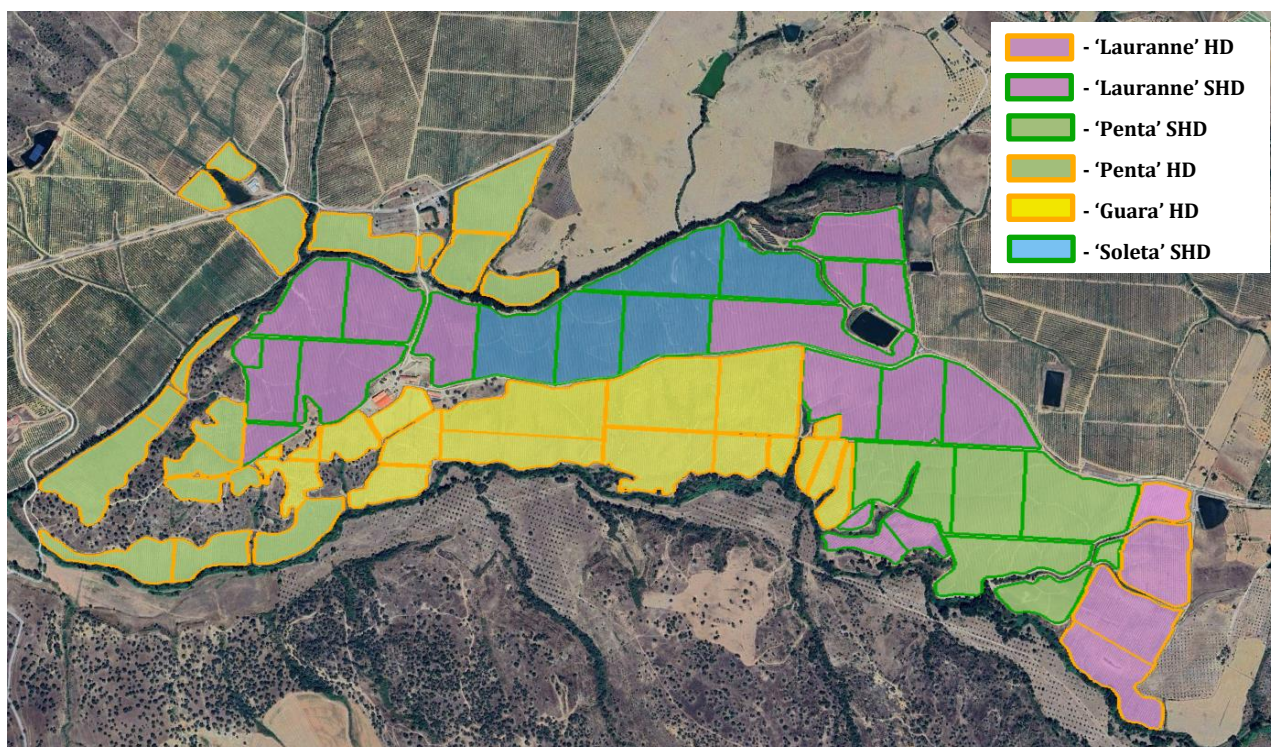 - ‘Lauranne’ HD
- ‘Lauranne’ SHD
- ‘Penta’ SHD
- ‘Penta’ HD
- ‘Guara’ HD
- ‘Soleta’ SHD